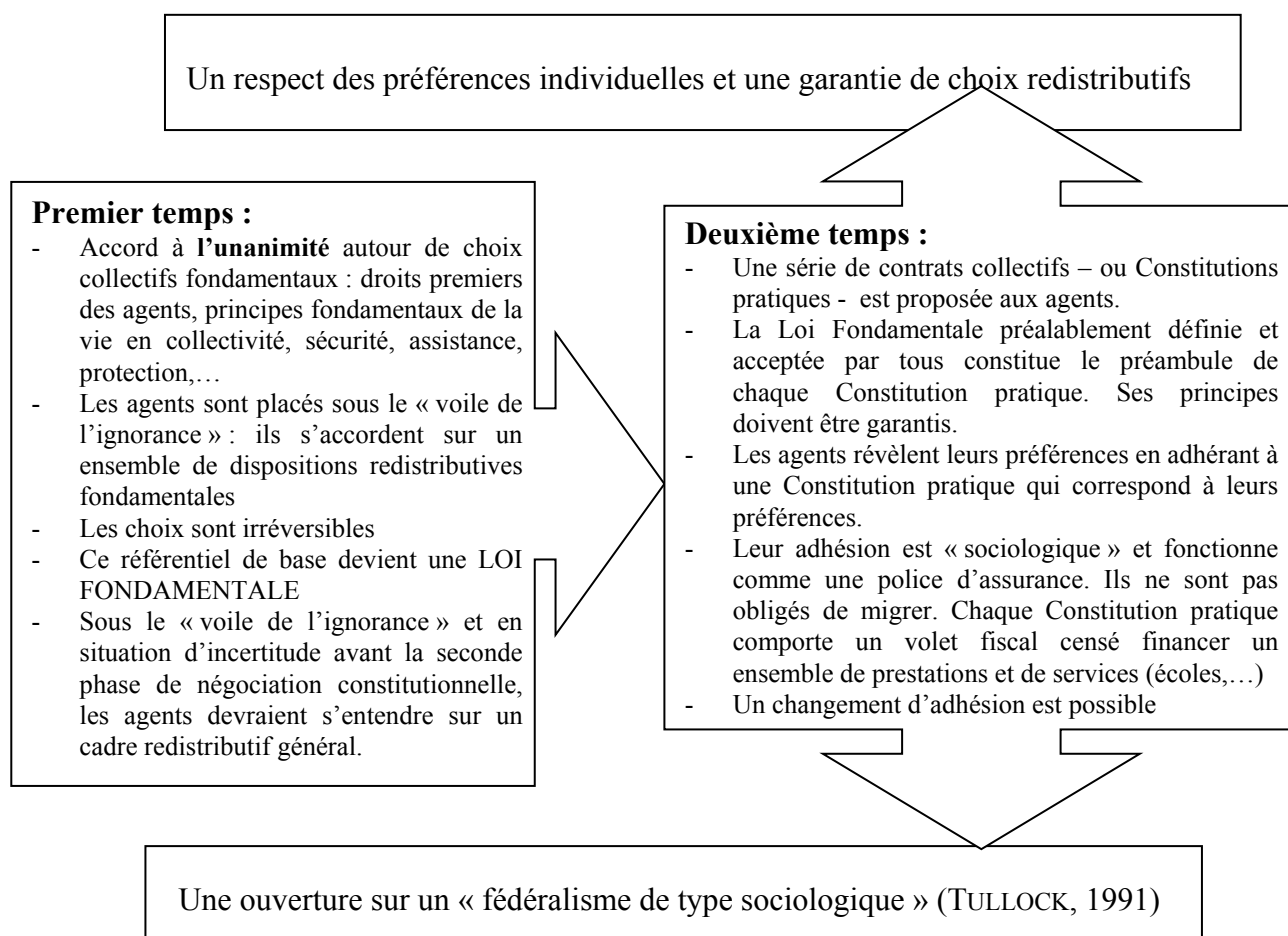 Un respect des préférences individuelles et une garantie de choix redistributifs
Premier temps :
- Accord à l’unanimité autour de choix
collectifs fondamentaux : droits premiers
des agents, principes fondamentaux de la
vie en collectivité, sécurité, assistance,
protection,…
- Les agents sont placés sous le « voile de
l’ignorance » : ils s’accordent sur un
ensemble de dispositions redistributives
fondamentales
- Les choix sont irréversibles
- Ce référentiel de base devient une LOI
FONDAMENTALE
- Sous le « voile de l’ignorance » et en
situation d’incertitude avant la seconde
phase de négociation constitutionnelle,
les agents devraient s’entendre sur un
cadre redistributif général.
Deuxième temps :
- Une série de contrats collectifs – ou Constitutions
pratiques - est proposée aux agents.
- La Loi Fondamentale préalablement définie et
acceptée par tous constitue le préambule de
chaque Constitution pratique. Ses principes
doivent être garantis.
- Les agents révèlent leurs préférences en adhérant à
une Constitution pratique qui correspond à leurs
préférences.
- Leur adhésion est « sociologique » et fonctionne
comme une police d’assurance. Ils ne sont pas
obligés de migrer. Chaque Constitution pratique
comporte un volet fiscal censé financer un
ensemble de prestations et de services (écoles,…)
- Un changement d’adhésion est possible
Une ouverture sur un « fédéralisme de type sociologique » (TULLOCK, 1991)